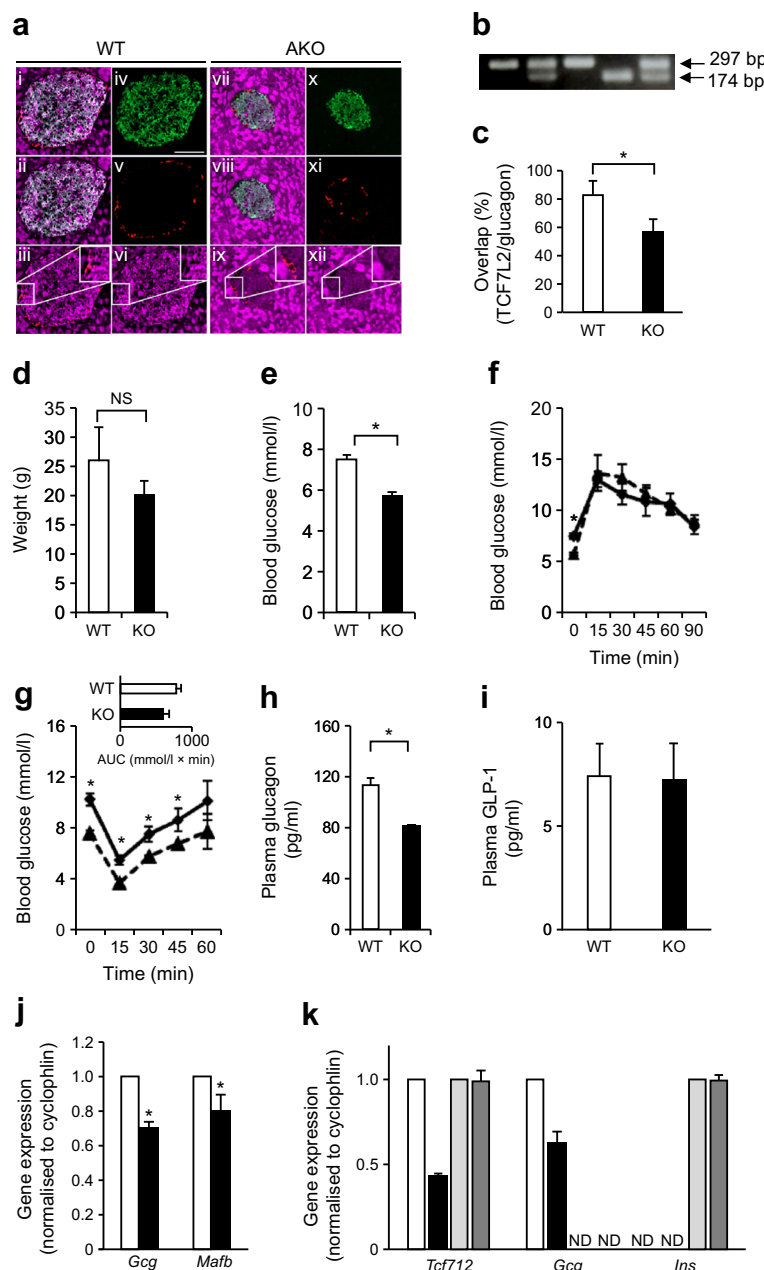 a
WT
AKO
i
iv
vii
x
ii
v
viii
xi
iii
vi
ix
xii
b
297 bp
174 bp
c
Overlap (%)
(TCF7L2/glucagon)
100
80
60
40
20
0
*
WT
KO
d
Weight (g)
35
30
25
20
15
10
5
0
NS
WT
KO
e
Blood glucose (mmol/l)
10
8
6
4
2
0
*
WT
KO
f
Blood glucose (mmol/l)
20
15
10
5
0
*
0 15 30 45 60 90
Time (min)
g
WT
KO
0 1000
AUC (mmol/l × min)
Blood glucose (mmol/l)
16
12
8
4
0
* * * *
0 15 30 45 60
Time (min)
h
Plasma glucagon
(pg/ml)
160
120
80
40
0
*
WT
KO
i
Plasma GLP-1
(pg/ml)
10
5
0
WT
KO
j
Gene expression
(normalised to cyclophlin)
1.2
1.0
0.8
0.6
0.4
0.2
0
* *
Gcg Mafb
k
Gene expression
(normalised to cyclophlin)
1.0
0.5
0
ND ND ND ND
Tcf712 Gcg Ins